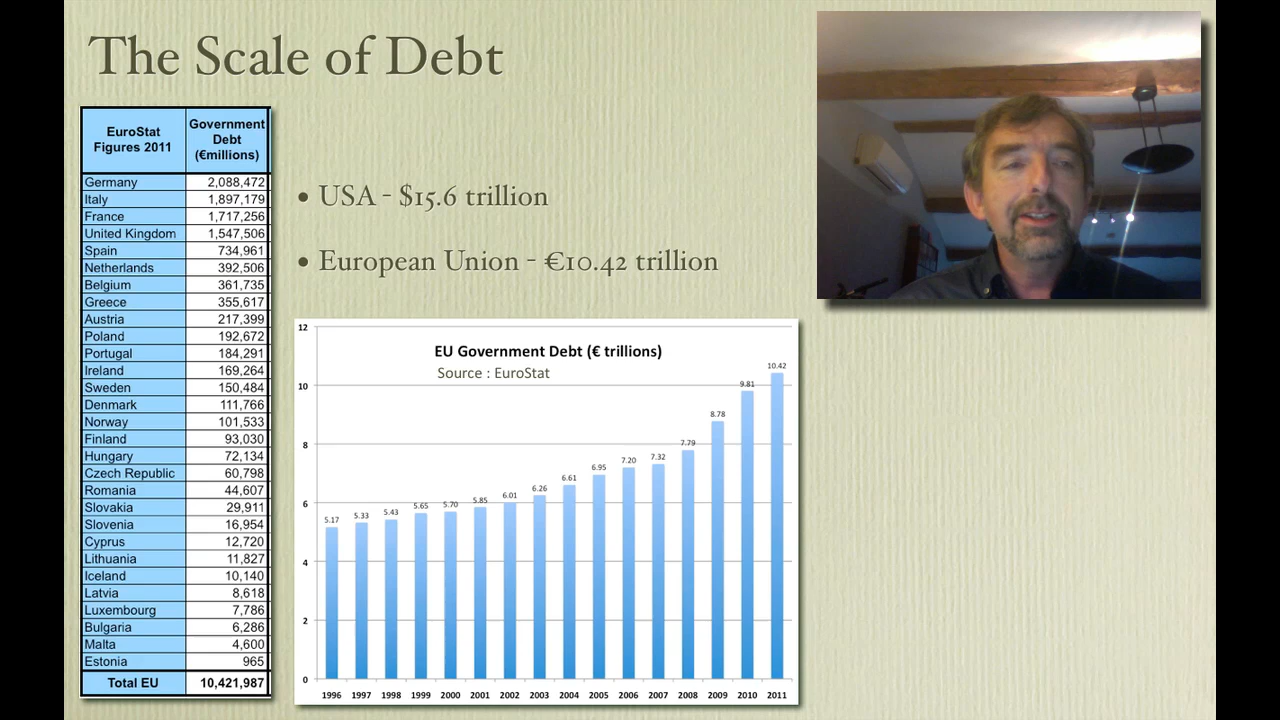 The Scale of Debt
EuroStat Figures 2011 Government Debt (€millions)
Germany 2,088,472
Italy 1,897,179
France 1,717,256
United Kingdom 1,547,506
Spain 734,961
Netherlands 392,506
Belgium 361,735
Greece 355,617
Austria 217,399
Poland 192,672
Portugal 184,291
Ireland 169,264
Sweden 150,484
Denmark 111,766
Norway 101,533
Finland 93,030
Hungary 72,134
Czech Republic 60,798
Romania 44,607
Slovakia 29,911
Slovenia 16,954
Cyprus 12,720
Lithuania 11,827
Iceland 10,140
Latvia 8,618
Luxembourg 7,786
Bulgaria 6,286
Malta 4,600
Estonia 965
Total EU 10,421,987
• USA - $15.6 trillion
• European Union - €10.42 trillion
EU Government Debt (€ trillions)
Source : EuroStat
12
10
8
6
4
2
0
5.17 5.33 5.43 5.65 5.70 5.85 6.01 6.26 6.61 6.95 7.20 7.32 7.79 8.78 9.81 10.42
1996 1997 1998 1999 2000 2001 2002 2003 2004 2005 2006 2007 2008 2009 2010 2011